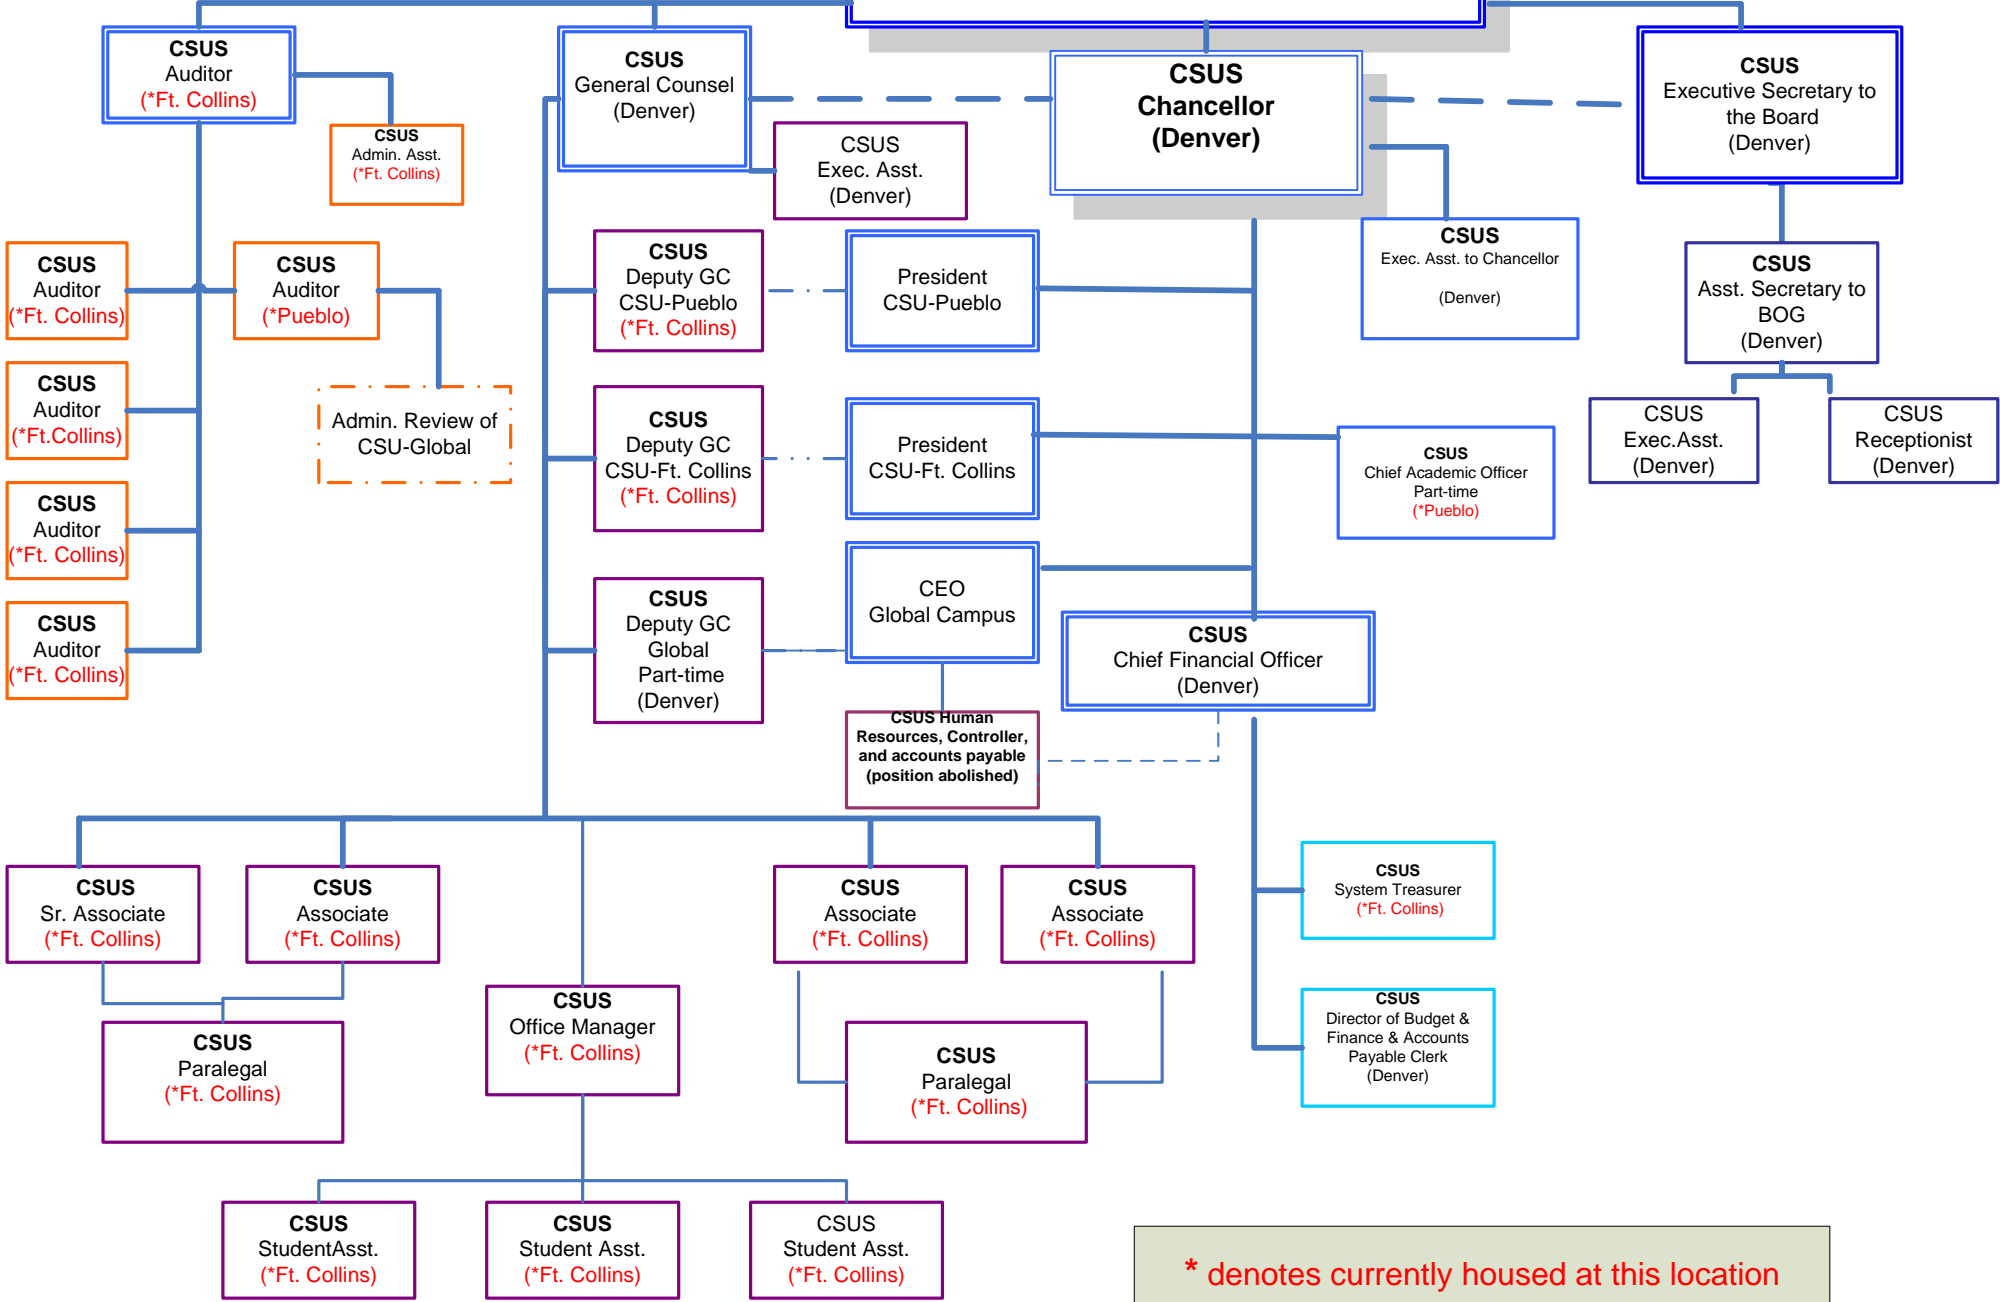 CSUS
Auditor
(*Ft. Collins)
CSUS
General Counsel
(Denver)
CSUS
Chancellor
(Denver)
CSUS
Executive Secretary to
the Board
(Denver)
CSUS
Admin. Asst.
(*Ft. Collins)
CSUS
Exec. Asst.
(Denver)
CSUS
Auditor
(*Ft. Collins)
CSUS
Auditor
(*Pueblo)
CSUS
Deputy GC
CSU-Pueblo
(*Ft. Collins)
President
CSU-Pueblo
CSUS
Exec. Asst. to Chancellor
(Denver)
CSUS
Asst. Secretary to
BOG
(Denver)
CSUS
Auditor
(*Ft.Collins)
Admin. Review of
CSU-Global
CSUS
Deputy GC
CSU-Ft. Collins
(*Ft. Collins)
President
CSU-Ft. Collins
CSUS
Chief Academic Officer
Part-time
(*Pueblo)
CSUS
Exec.Asst.
(Denver)
CSUS
Receptionist
(Denver)
CSUS
Auditor
(*Ft. Collins)
CSUS
Auditor
(*Ft. Collins)
CSUS
Deputy GC
Global
Part-time
(Denver)
CEO
Global Campus
CSUS
Chief Financial Officer
(Denver)
CSUS Human
Resources, Controller,
and accounts payable
(position abolished)
CSUS
Sr. Associate
(*Ft. Collins)
CSUS
Associate
(*Ft. Collins)
CSUS
Associate
(*Ft. Collins)
CSUS
Associate
(*Ft. Collins)
CSUS
System Treasurer
(*Ft. Collins)
CSUS
Paralegal
(*Ft. Collins)
CSUS
Office Manager
(*Ft. Collins)
CSUS
Paralegal
(*Ft. Collins)
CSUS
Director of Budget &
Finance & Accounts
Payable Clerk
(Denver)
CSUS
StudentAsst.
(*Ft. Collins)
CSUS
Student Asst.
(*Ft. Collins)
CSUS
Student Asst.
(*Ft. Collins)
* denotes currently housed at this location